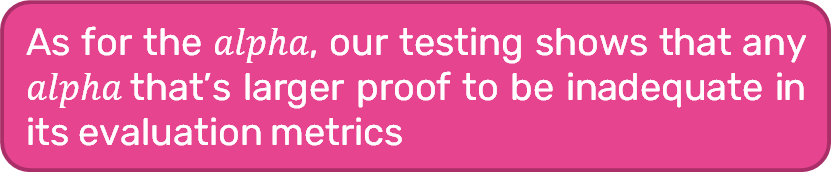 As for the alpha, our testing shows that any
alpha that's larger proof to be inadequate in
its evaluation metrics